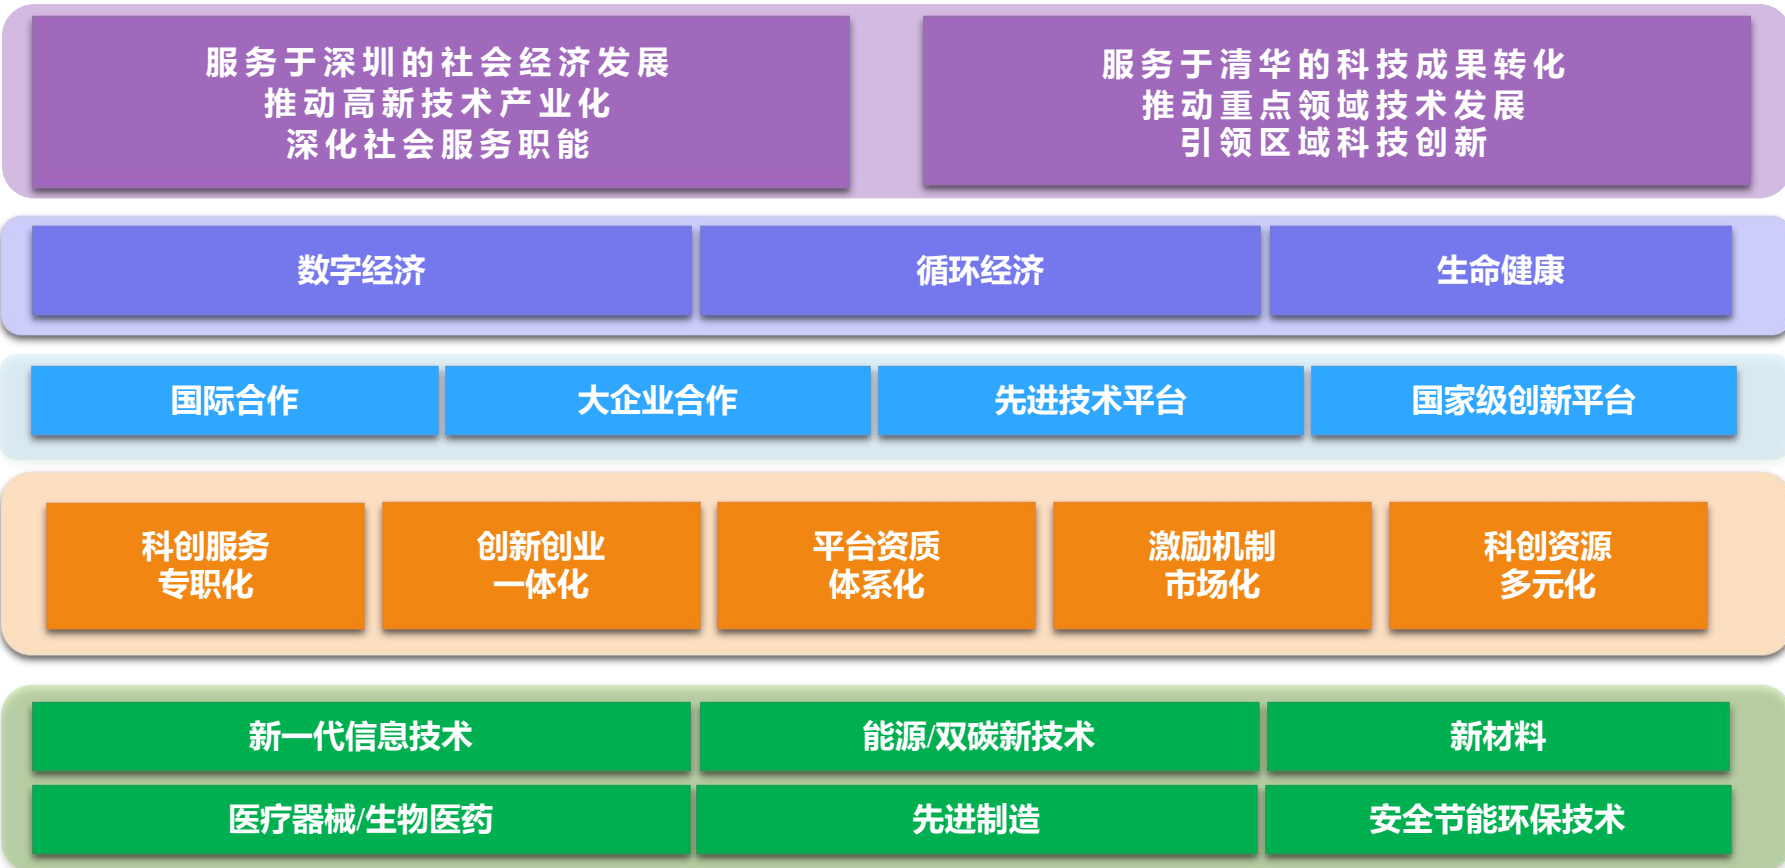 服务于深圳的社会经济发展
推动高新技术产业化
深化社会服务职能
服务于清华的科技成果转化
推动重点领域技术发展
引领区域科技创新
数字经济
循环经济
生命健康
国际合作
大企业合作
先进技术平台
国家级创新平台
科创服务
专职化
创新创业
一体化
平台资质
体系化
激励机制
市场化
科创资源
多元化
新一代信息技术
能源/双碳新技术
新材料
医疗器械/生物医药
先进制造
安全节能环保技术